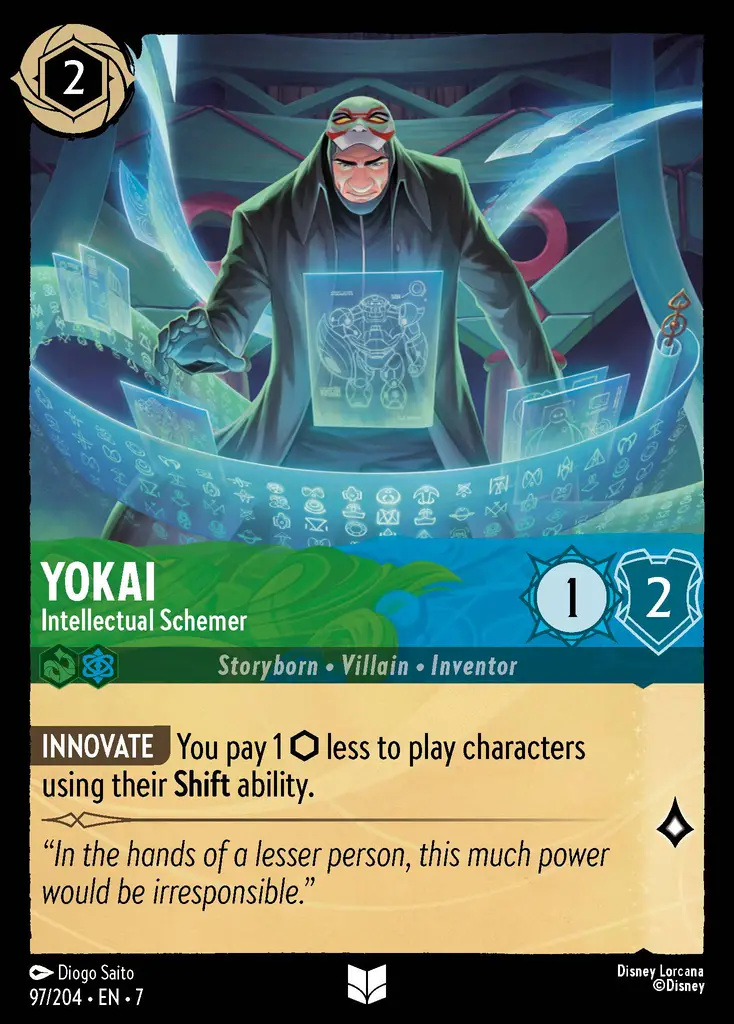 2
YOKAI
Intellectual Schemer
1
2
Storyborn • Villain • Inventor
INNOVATE You pay 1 ⬡ less to play characters
using their Shift ability.
“In the hands of a lesser person, this much power
would be irresponsible.”
Diogo Saito
97/204 • EN • 7
Disney Lorcana
©Disney